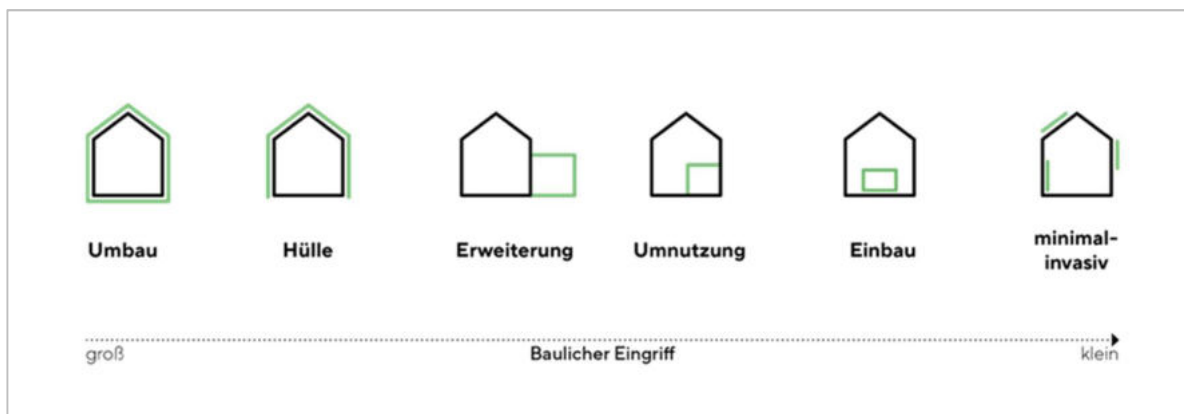 Umbau
Hülle
Erweiterung
Umnutzung
Einbau
minimal-
invasiv
groß
Baulicher Eingriff
klein